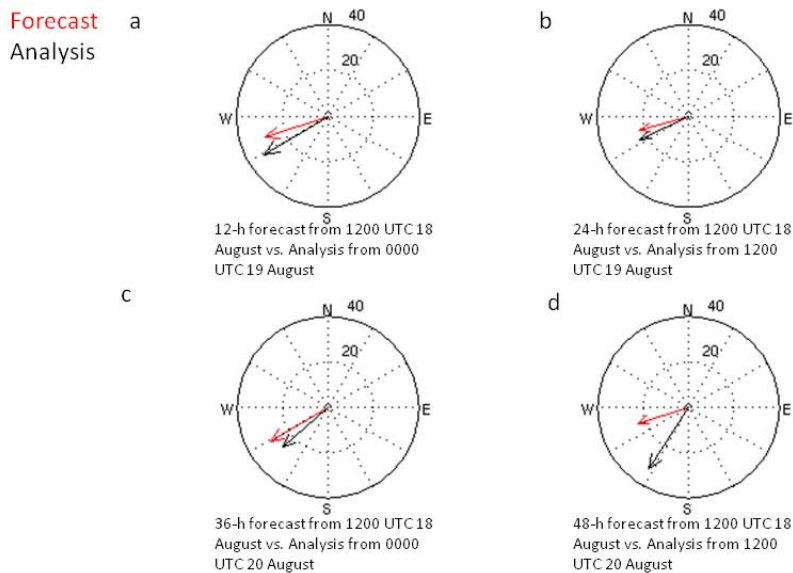 Forecast
Analysis
a
N 40
20
W E
S
12-h forecast from 1200 UTC 18
August vs. Analysis from 0000
UTC 19 August
b
N 40
20
W E
S
24-h forecast from 1200 UTC 18
August vs. Analysis from 1200
UTC 19 August
c
N 40
20
W E
S
36-h forecast from 1200 UTC 18
August vs. Analysis from 0000
UTC 20 August
d
N 40
20
W E
S
48-h forecast from 1200 UTC 18
August vs. Analysis from 1200
UTC 20 August